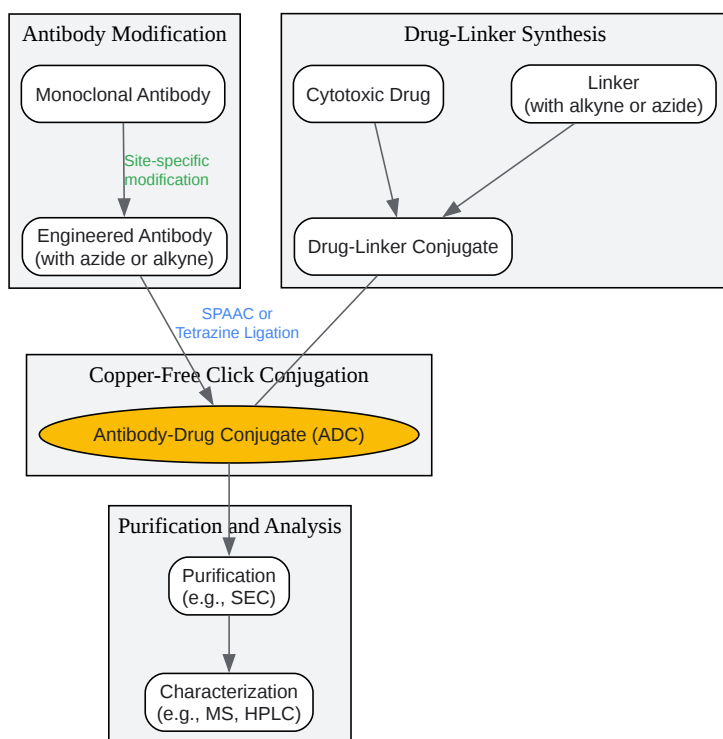 Antibody Modification
Drug-Linker Synthesis
Monoclonal Antibody
Cytotoxic Drug
Linker
(with alkyne or azide)
Site-specific
modification
Engineered Antibody
(with azide or alkyne)
Drug-Linker Conjugate
SPAAC or
Tetrazine Ligation
Copper-Free Click Conjugation
Antibody-Drug Conjugate (ADC)
Purification and Analysis
Purification
(e.g., SEC)
Characterization
(e.g., MS, HPLC)